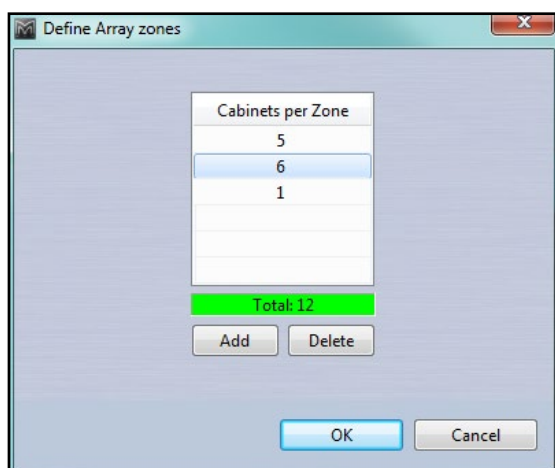 Define Array zones
Cabinets per Zone
5
6
1
Total: 12
Add Delete
OK Cancel